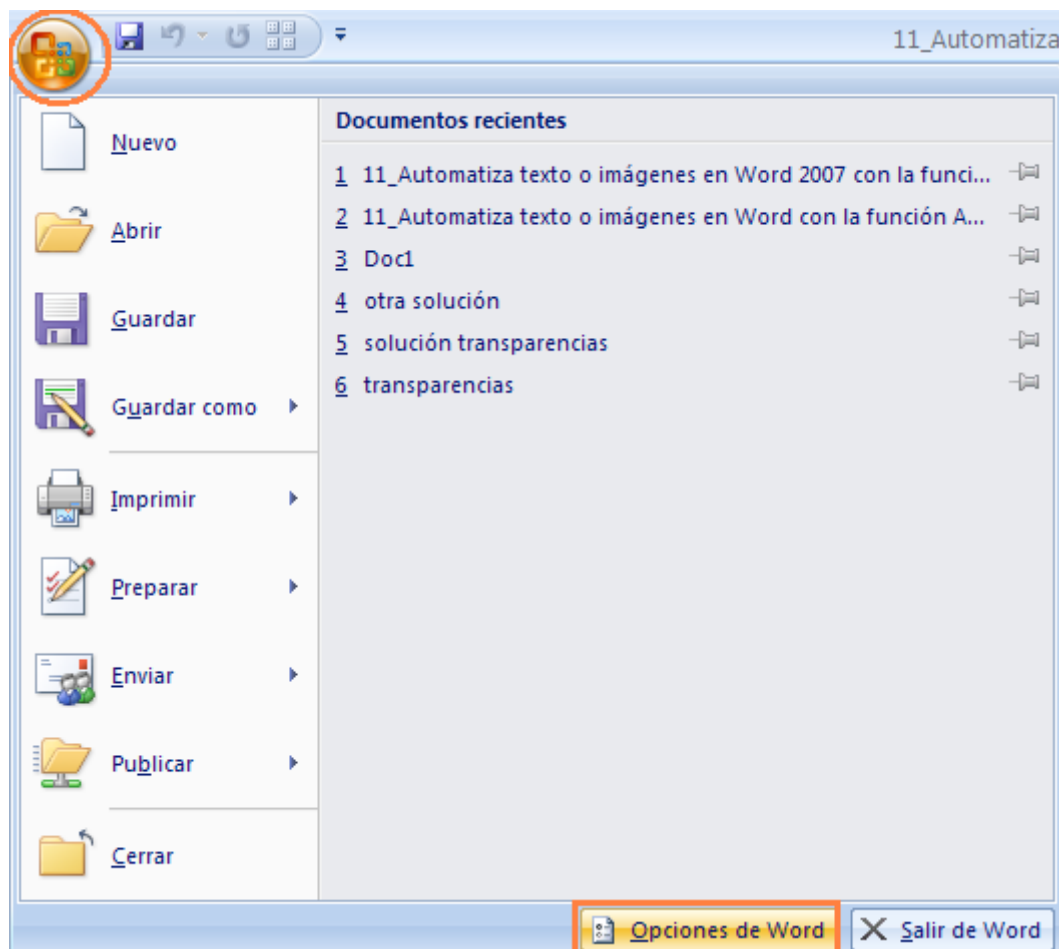 11_Automatiza
Nuevo
Abrir
Guardar
Guardar como
Imprimir
Preparar
Enviar
Publicar
Cerrar
Documentos recientes
1 11_Automatiza texto o imágenes en Word 2007 con la funci...
2 11_Automatiza texto o imágenes en Word con la función A...
3 Doc1
4 otra solución
5 solución transparencias
6 transparencias
Opciones de Word
Salir de Word